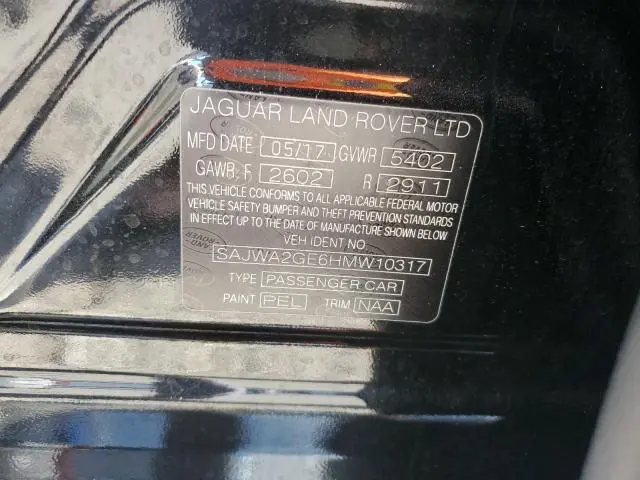 JAGUAR LAND ROVER LTD
MFD DATE 05/17 GVWR 5402
GAWR: F 2602 R 2911
THIS VEHICLE CONFORMS TO ALL APPLICABLE FEDERAL MOTOR
VEHICLE SAFETY BUMPER AND THEFT PREVENTION STANDARDS
IN EFFECT UP TO THE DATE OF MANUFACTURE SHOWN BELOW
VEH IDENT NO.
SAJWA2GE6HMW10317
TYPE PASSENGER CAR
PAINT PEL TRIM NAA